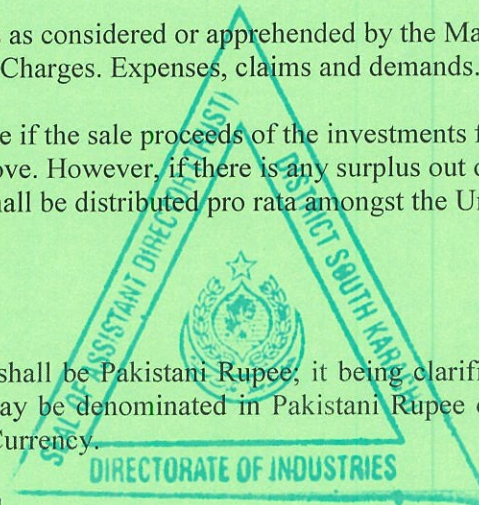 as considered or apprehended by the Ma
Charges. Expenses, claims and demands.
e if the sale proceeds of the investments f
ove. However, if there is any surplus out o
all be distributed pro rata amongst the Un
shall be Pakistani Rupee; it being clarifi
ay be denominated in Pakistani Rupee
Currency.
SEAL OF ASSISTANT DIRECTOR (TRUST)
DISTRICT SOUTH KARACHI
DIRECTORATE OF INDUSTRIES